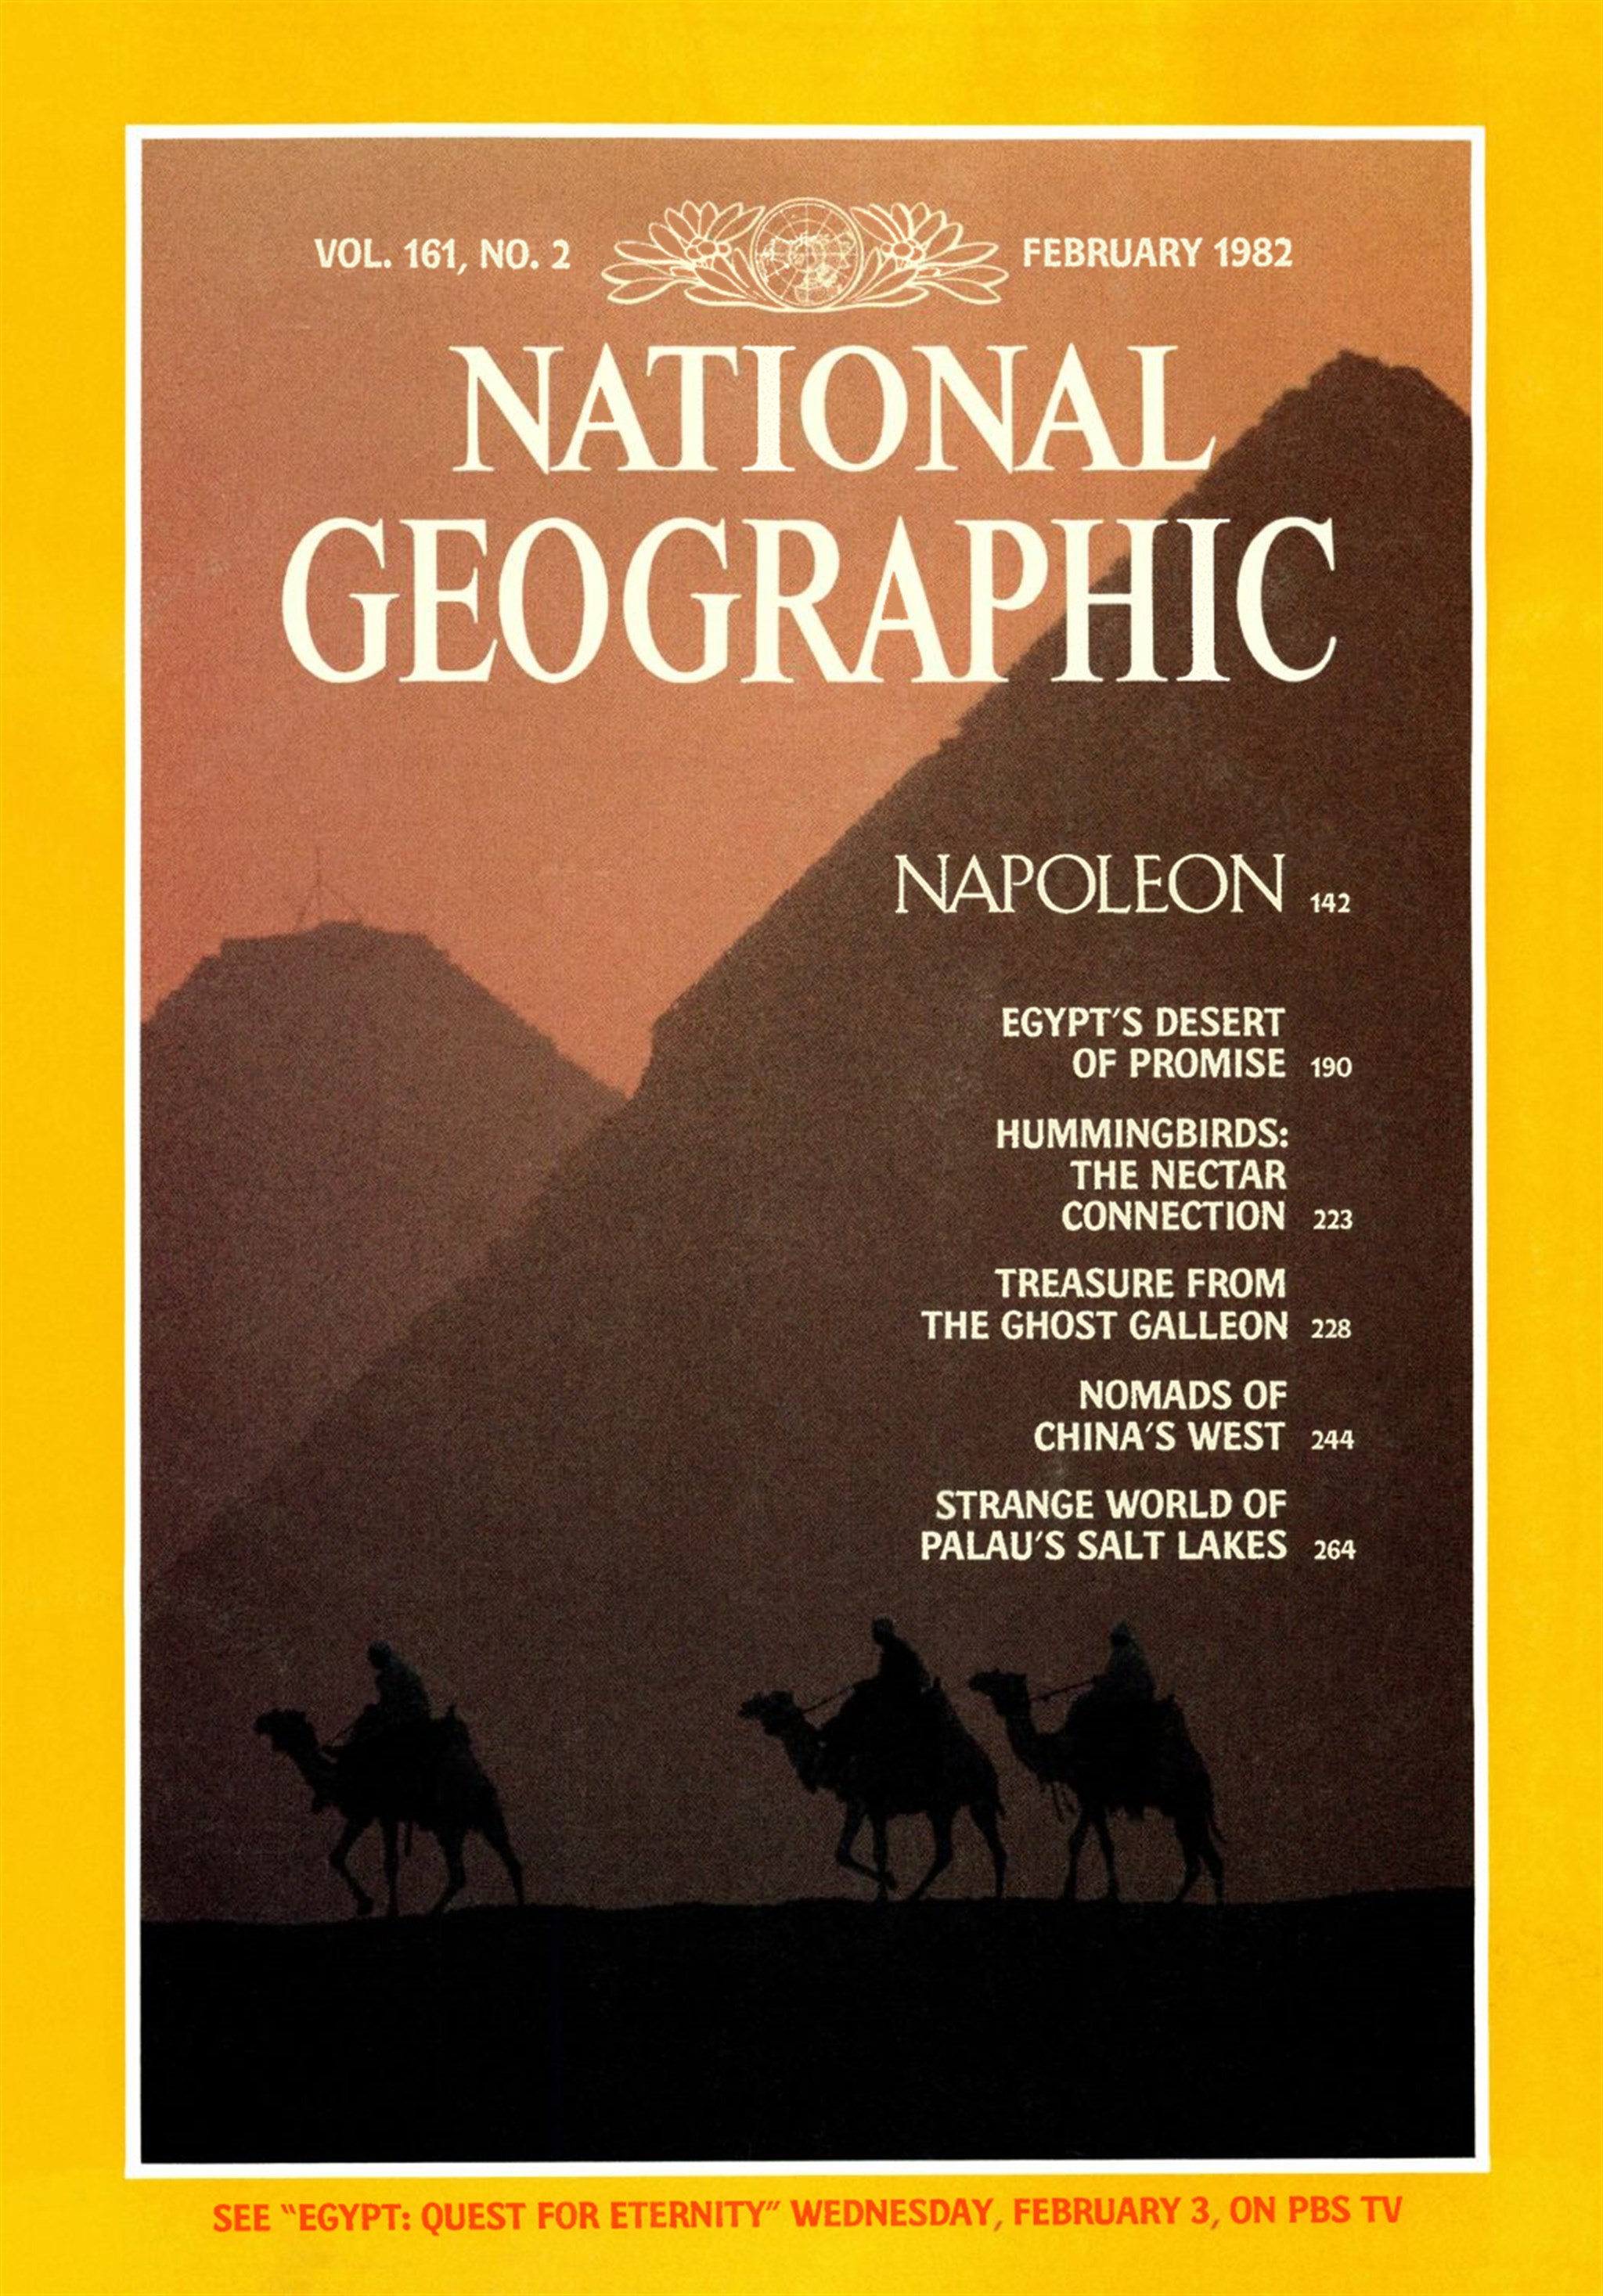 VOL. 161, NO. 2 FEBRUARY 1982
NATIONAL
GEOGRAPHIC
NAPOLEON 142
EGYPT'S DESERT
OF PROMISE 190
HUMMINGBIRDS:
THE NECTAR
CONNECTION 223
TREASURE FROM
THE GHOST GALLEON 228
NOMADS OF
CHINA'S WEST 244
STRANGE WORLD OF
PALAU'S SALT LAKES 264
SEE "EGYPT: QUEST FOR ETERNITY" WEDNESDAY, FEBRUARY 3, ON PBS TV